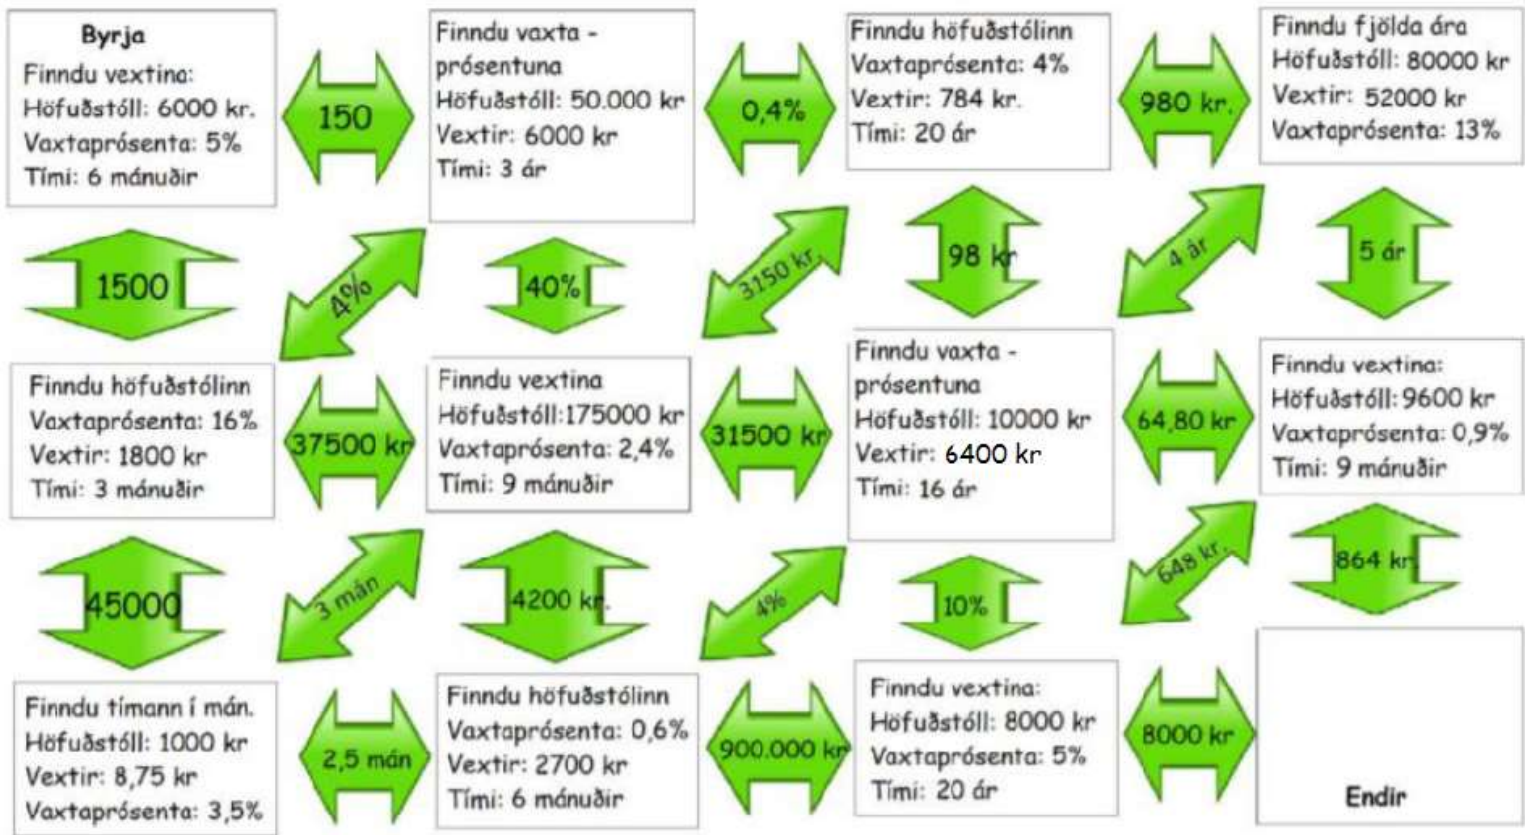 Byrja
Finndu vextina:
Höfuðstóll: 6000 kr.
Vaxtaprósenta: 5%
Tími: 6 mánuðir
150
Finndu vaxta -
prósentuna
Höfuðstóll: 50.000 kr
Vextir: 6000 kr
Tími: 3 ár
0,4%
Finndu höfuðstólinn
Vaxtaprósenta: 4%
Vextir: 784 kr.
Tími: 20 ár
980 kr.
Finndu fjölda ára
Höfuðstóll: 80000 kr
Vextir: 52000 kr
Vaxtaprósenta: 13%
1500
4%
40%
3150 kr.
98 kr
4 ár
5 ár
Finndu höfuðstólinn
Vaxtaprósenta: 16%
Vextir: 1800 kr
Tími: 3 mánuðir
37500 kr
Finndu vextina
Höfuðstóll:175000 kr
Vaxtaprósenta: 2,4%
Tími: 9 mánuðir
31500 kr
Finndu vaxta -
prósentuna
Höfuðstóll: 10000 kr
Vextir: 6400 kr
Tími: 16 ár
64,80 kr
Finndu vextina:
Höfuðstóll: 9600 kr
Vaxtaprósenta: 0,9%
Tími: 9 mánuðir
45000
3 mán
4200 kr.
4%
10%
648 kr.
864 kr.
Finndu tímann í mán.
Höfuðstóll: 1000 kr
Vextir: 8,75 kr
Vaxtaprósenta: 3,5%
2,5 mán
Finndu höfuðstólinn
Vaxtaprósenta: 0,6%
Vextir: 2700 kr
Tími: 6 mánuðir
900.000 kr
Finndu vextina:
Höfuðstóll: 8000 kr
Vaxtaprósenta: 5%
Tími: 20 ár
8000 kr
Endir